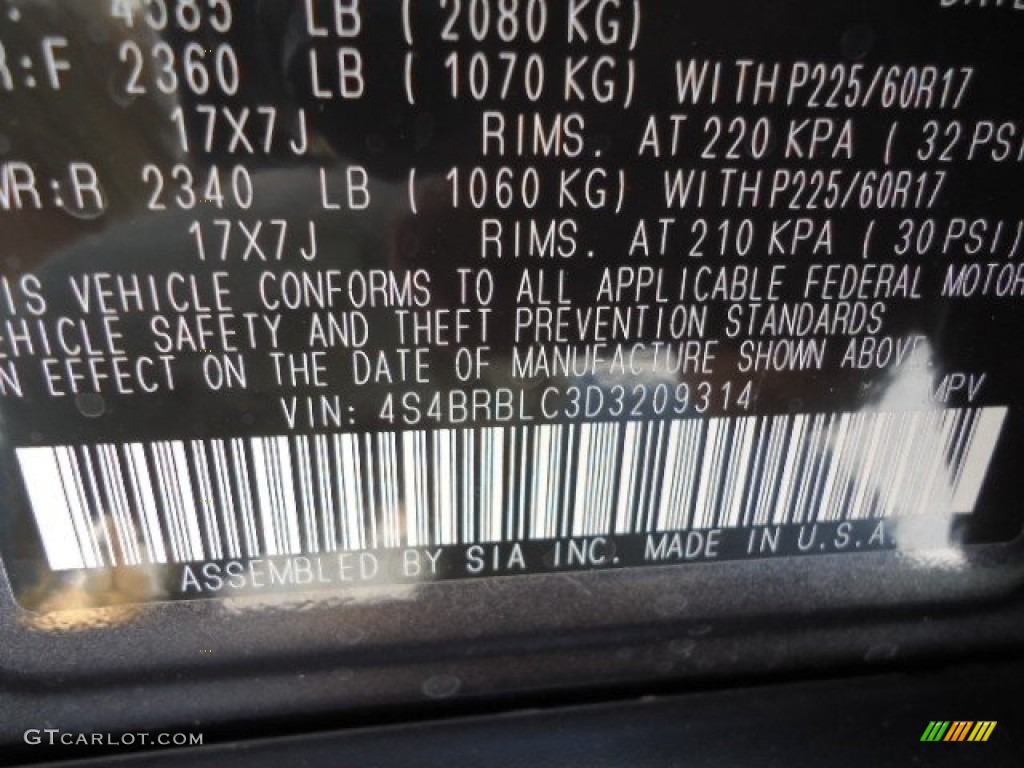 : 4585 LB ( 2080 KG)
R:F 2360 LB ( 1070 KG) WITH P225/60R17
17X7J RIMS. AT 220 KPA ( 32 PSI
WR:R 2340 LB ( 1060 KG) WITH P225/60R17
17X7J RIMS. AT 210 KPA ( 30 PSI)
IS VEHICLE CONFORMS TO ALL APPLICABLE FEDERAL MOTOR
EHICLE SAFETY AND THEFT PREVENTION STANDARDS
N EFFECT ON THE DATE OF MANUFACTURE SHOWN ABOVE.
VIN: 4S4BRBLC3D3209314 MPV
ASSEMBLED BY SIA INC. MADE IN U.S.A.
GTCARLOT.COM